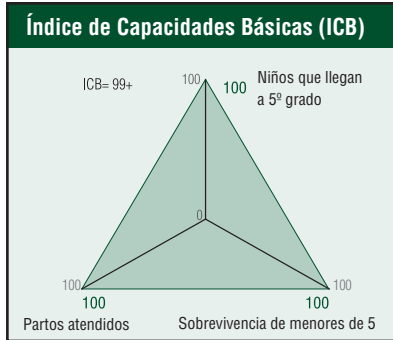 Índice de Capacidades Básicas (ICB)
ICB= 99+
100
100
Niños que llegan
a 5º grado
0
100
100
100
100
Partos atendidos
Sobrevivencia de menores de 5